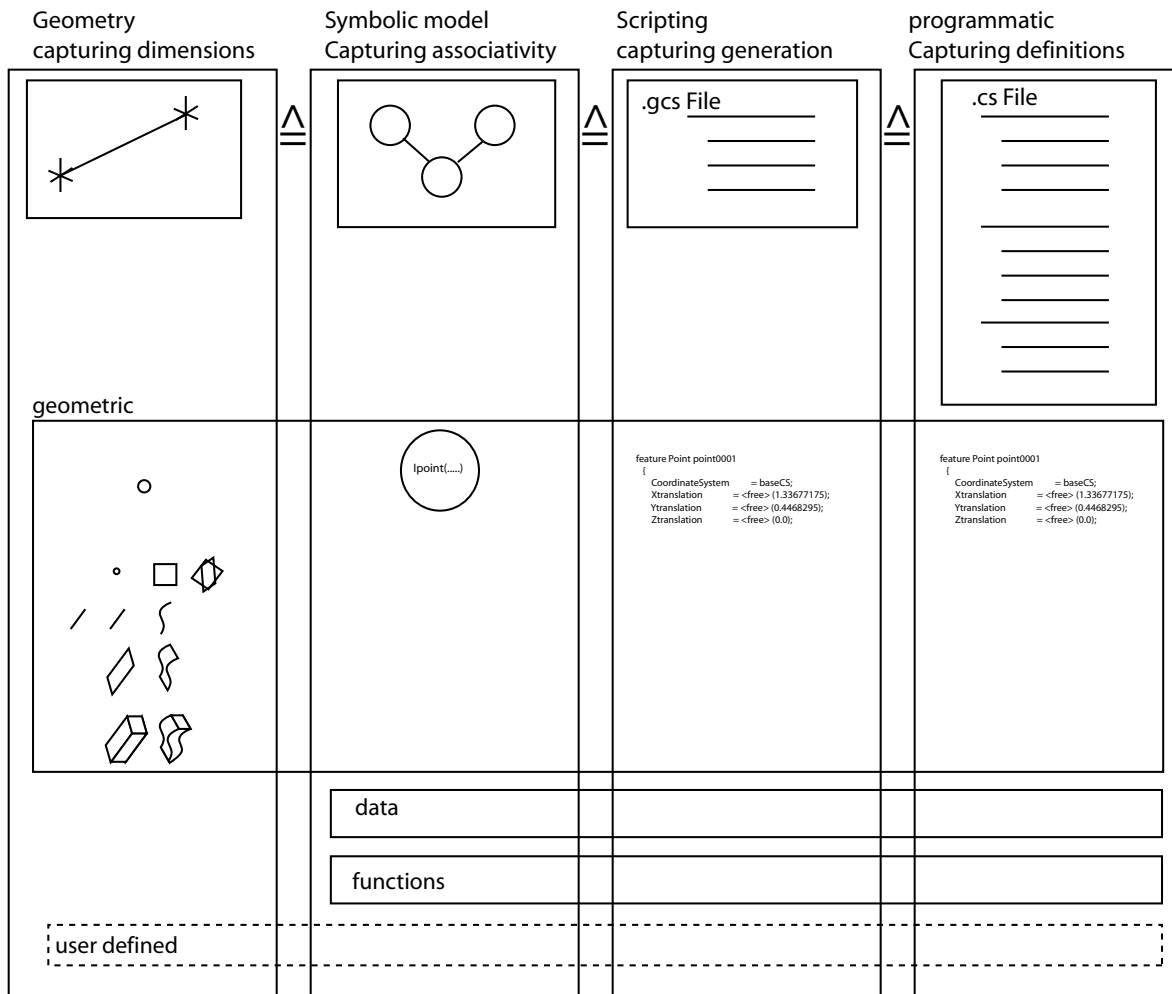 Geometry
capturing dimensions
Symbolic model
Capturing associativity
Scripting
capturing generation
programmatic
Capturing definitions
≙
≙
≙
.gcs File
.cs File
geometric
Ipoint(.....)
feature Point point0001
{
CoordinateSystem = baseCS;
Xtranslation = <free> (1.33677175);
Ytranslation = <free> (0.4468295);
Ztranslation = <free> (0.0);
feature Point point0001
{
CoordinateSystem = baseCS;
Xtranslation = <free> (1.33677175);
Ytranslation = <free> (0.4468295);
Ztranslation = <free> (0.0);
data
functions
user defined